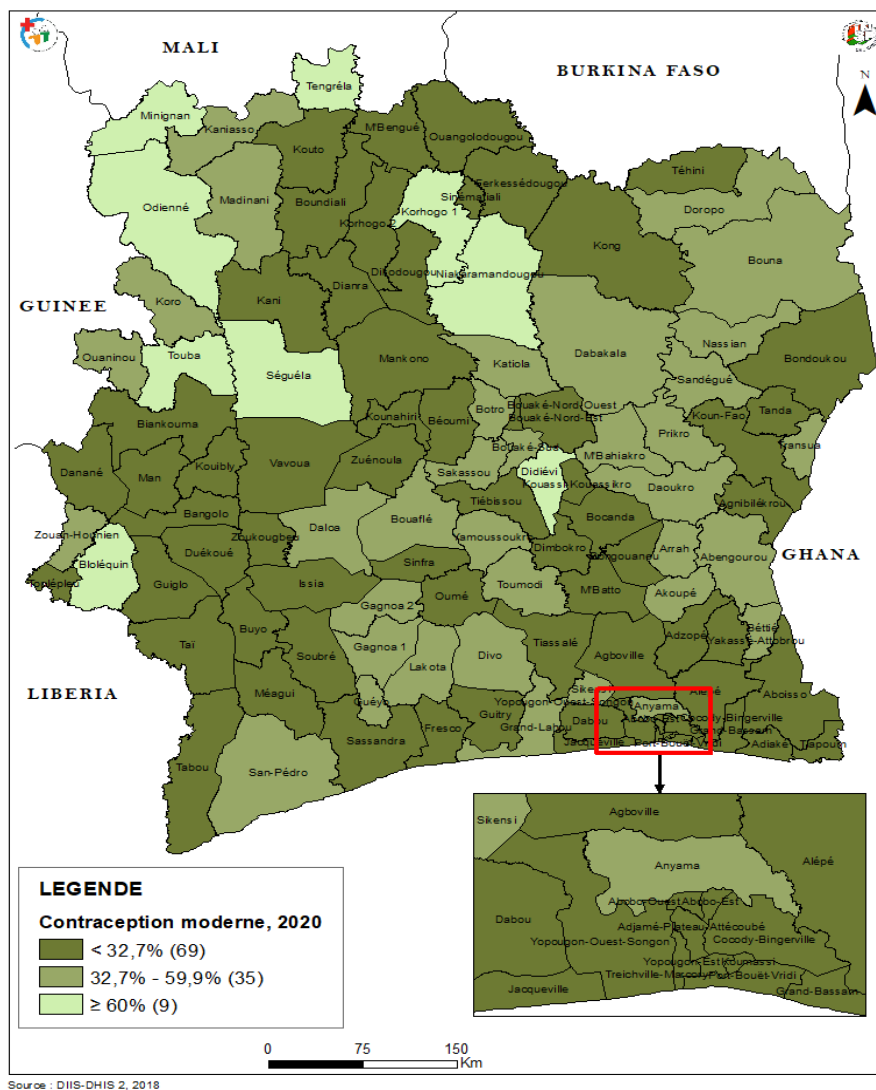 MALI
BURKINA FASO
N
Tengréla
Minignan
Kaniasso
M'Bengué
Ouangolodougou
Kouto
Téhini
Ferkessédougou
Sinématiali
Madinani
Odienné
Boundiali
Korhogo 2
Korhogo 1
Doropo
Kong
Bouna
Niakaramandougou
Dianra
GUINEE
Koro
Kani
Nassian
Ouaninou
Touba
Séguéla
Mankono
Katiola
Dabakala
Bondoukou
Sandégué
Botro
Bouaké-Nord-Ouest
Bouaké-Nord-Est
Kounahiri
Béoumi
Koun-Fao
Tanda
Biankouma
Prikro
Transua
Bouaké-Sud
M'Bahiakro
Danané
Man
Kouibly
Vavoua
Zuénoula
Sakassou
Didiévi
Kouassi
Kouassikro
Daoukro
Tiébissou
Agnibilékrou
Bangolo
Bocanda
Zouan-Hounien
Daloa
Bouaflé
Yamoussoukro
Duékoué
Zoukougbeu
Dimbokro
Bongouanou
Arrah
Abengourou
GHANA
Bloléquin
Sinfra
Toulépleu
Guiglo
Issia
Oumé
Toumodi
M'Batto
Akoupé
Gagnoa 2
Buyo
Béttié
Taï
Gagnoa 1
Tiassalé
Adzopé
Yakassé-Attobrou
Soubré
Lakota
Divo
Agboville
LIBERIA
Méagui
Guéyo
Sikensi
Alépé
Aboisso
Yopougon-Ouest-Songon
Anyama
Guitry
Grand-Lahou
Dabou
Cocody-Bingerville
Grand-Bassam
Fresco
Sassandra
Jacquéville
Port-Bouët-Vridi
Adiaké
Tiapoum
Tabou
San-Pédro
Sikensi
Agboville
Anyama
Alépé
Abobo-Ouest
Abobo-Est
Dabou
Adjamé-Plateau-Attécoubé
Yopougon-Ouest-Songon
Cocody-Bingerville
Yopougon-Est
Koumassi
Treichville-Marcory
Port-Bouët-Vridi
Jacqueville
Grand-Bassam
LEGENDE
Contraception moderne, 2020
< 32,7% (69)
32,7% - 59,9% (35)
≥ 60% (9)
0 75 150
Km
Source : DIIS-DHIS 2, 2018